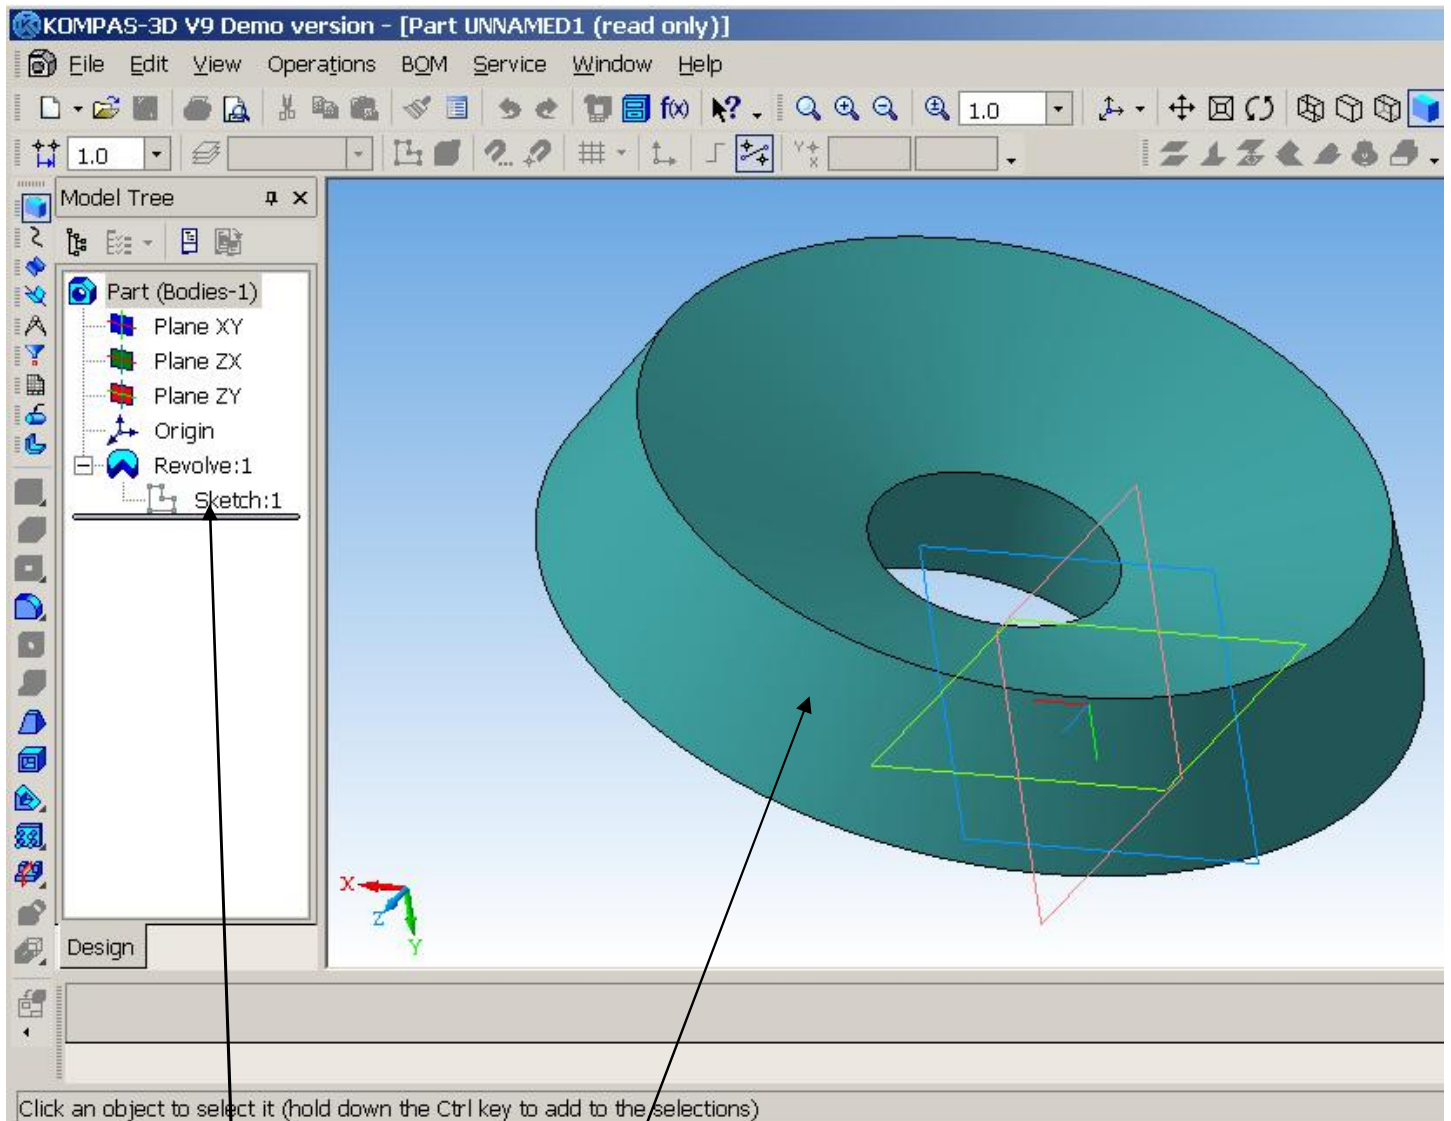 KOMPAS-3D V9 Demo version - [Part UNNAMED1 (read only)]
File Edit View Operations BOM Service Window Help
f(x) ? 1.0
1.0 Y X
Model Tree
Part (Bodies-1)
Plane XY
Plane ZX
Plane ZY
Origin
Revolve:1
Sketch:1
X
Z
Y
Design
Click an object to select it (hold down the Ctrl key to add to the selections)